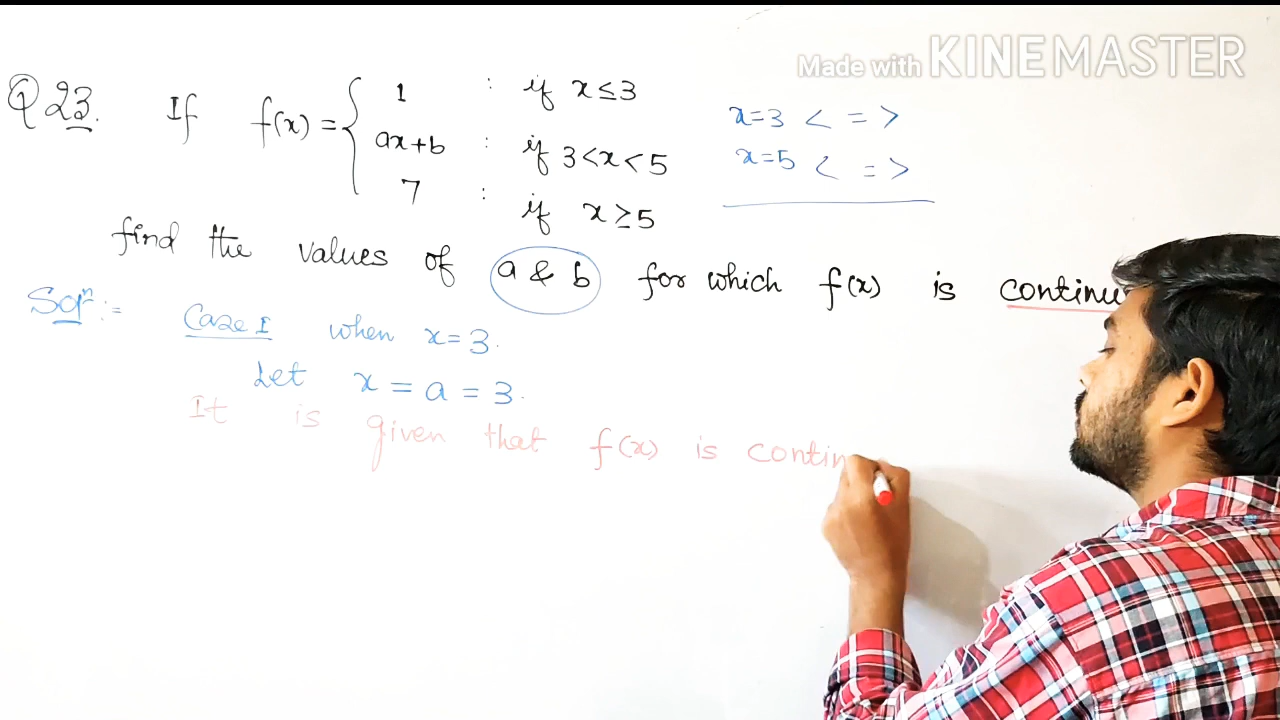 Made with KINEMASTER
Q 23. If f(x) = { 1 : if x ≤ 3
ax+b : if 3 < x < 5
7 : if x ≥ 5
x=3 < = >
x=5 < = >
find the values of a & b for which f(x) is continu
Solⁿ := Case I when x=3.
Let x = a = 3.
It is given that f(x) is contin